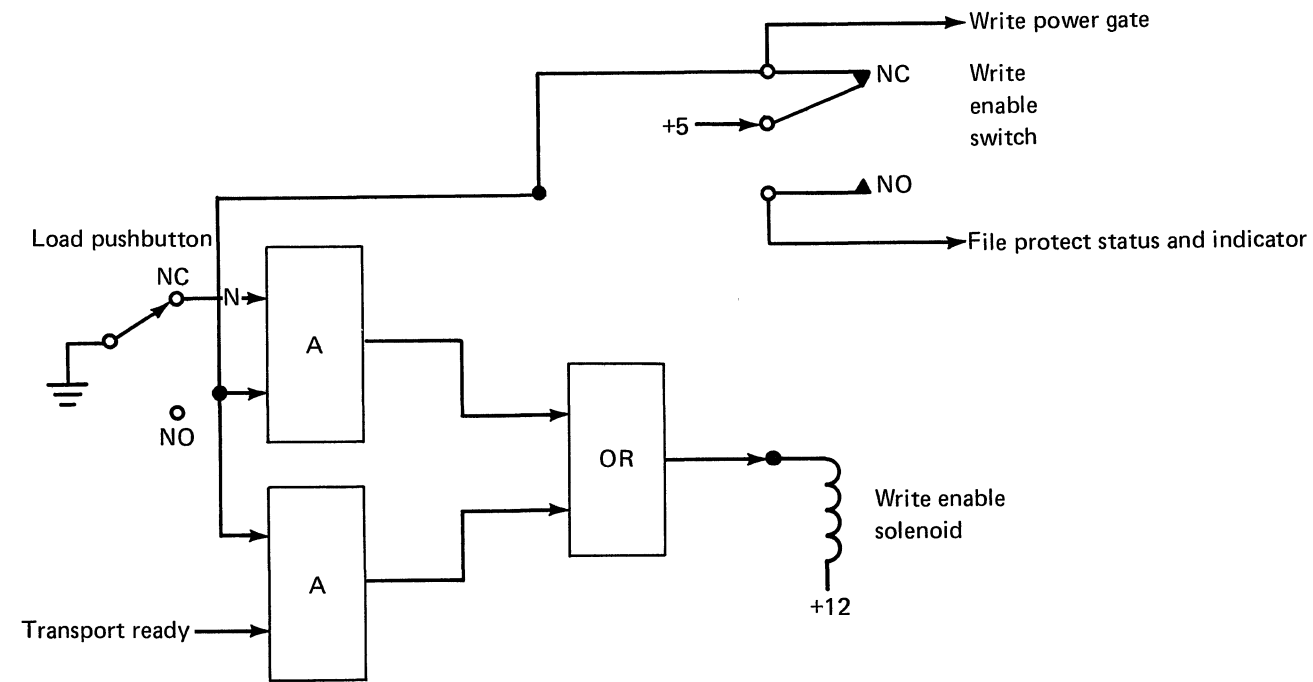 Write power gate
NC
Write
enable
switch
+5
NO
File protect status and indicator
Load pushbutton
NC
N
A
NO
OR
Write enable
solenoid
+12
A
Transport ready